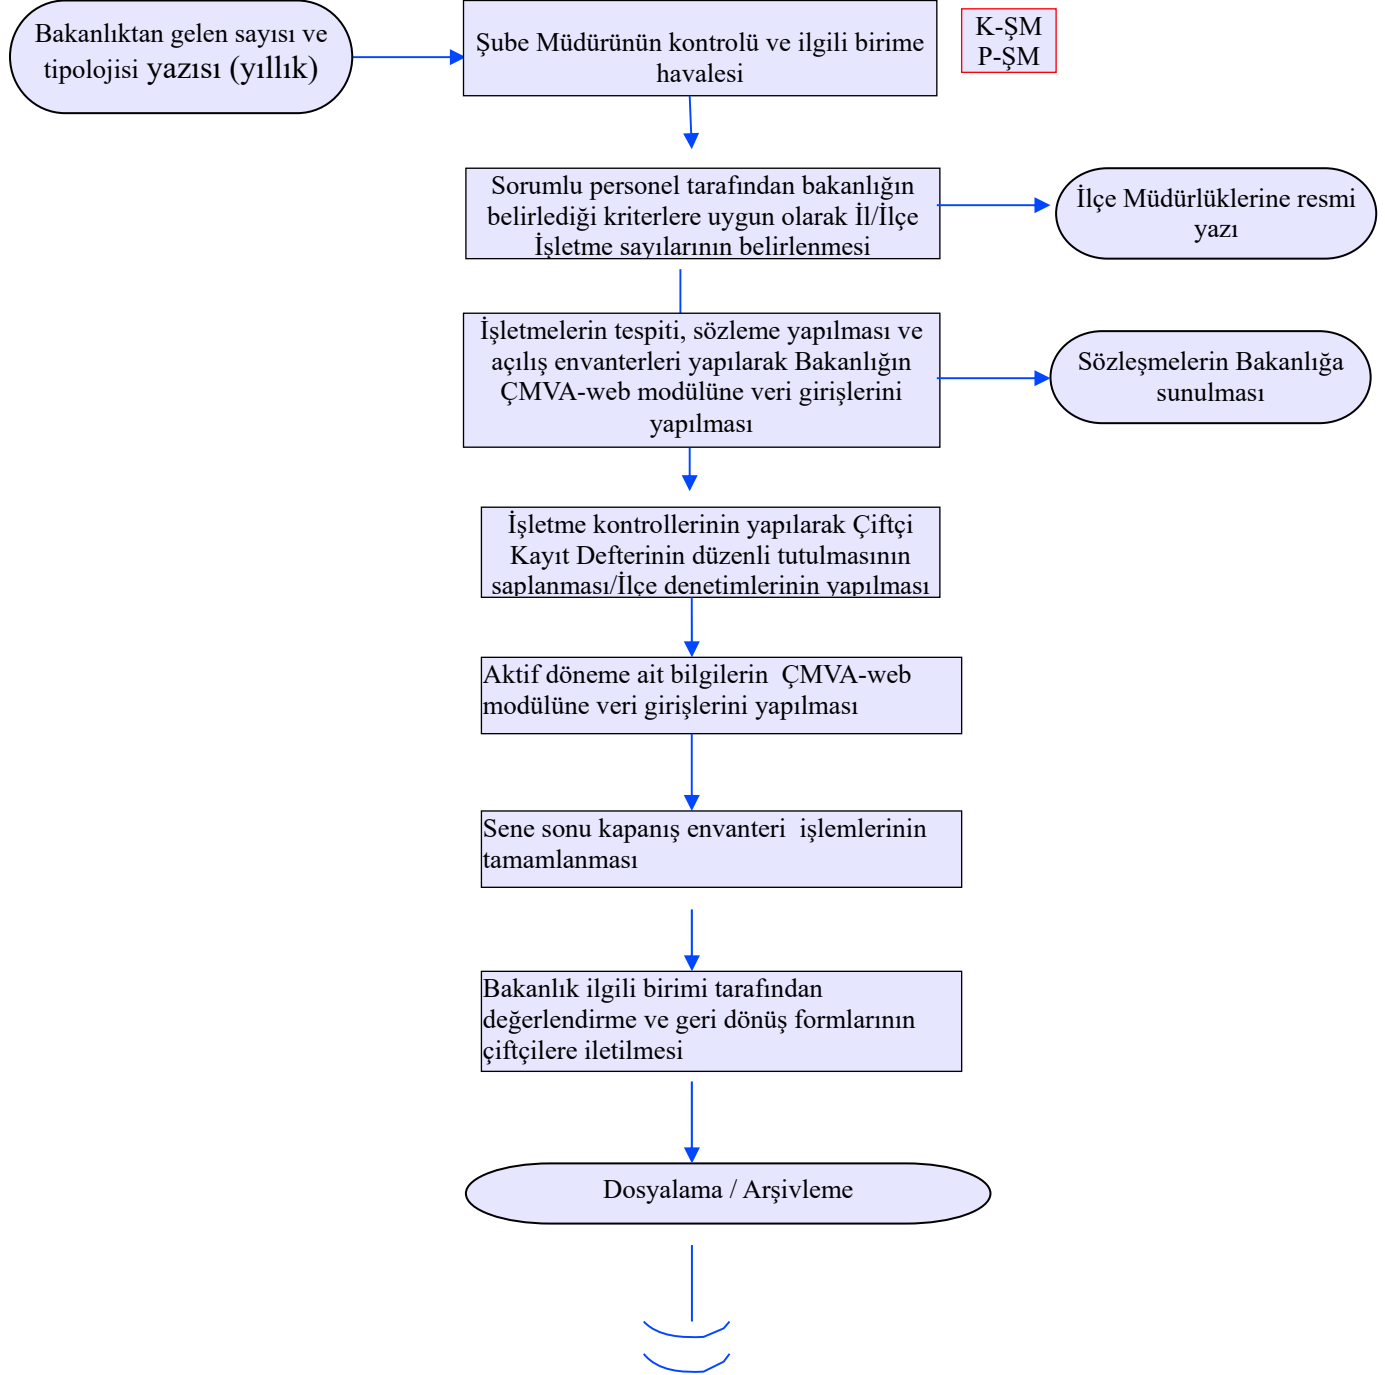 Bakanlıktan gelen sayısı ve
tipolojisi yazısı (yıllık)
Şube Müdürünün kontrolü ve ilgili birime
havalesi
K-ŞM
P-ŞM
Sorumlu personel tarafından bakanlığın
belirlediği kriterlere uygun olarak İl/İlçe
İşletme sayılarının belirlenmesi
İlçe Müdürlüklerine resmi
yazı
İşletmelerin tespiti, sözleme yapılması ve
açılış envanterleri yapılarak Bakanlığın
ÇMVA-web modülüne veri girişlerini
yapılması
Sözleşmelerin Bakanlığa
sunulması
İşletme kontrollerinin yapılarak Çiftçi
Kayıt Defterinin düzenli tutulmasının
saplanması/İlçe denetimlerinin yapılması
Aktif döneme ait bilgilerin ÇMVA-web
modülüne veri girişlerini yapılması
Sene sonu kapanış envanteri işlemlerinin
tamamlanması
Bakanlık ilgili birimi tarafından
değerlendirme ve geri dönüş formlarının
çiftçilere iletilmesi
Dosyalama / Arşivleme